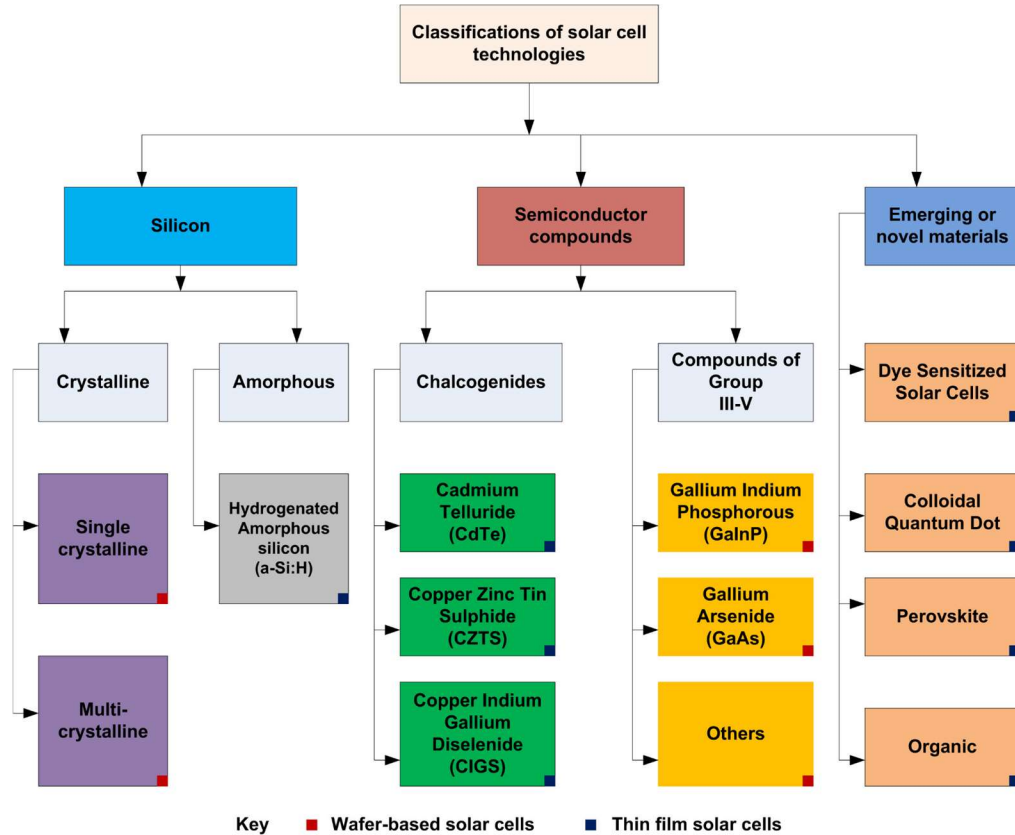 Classifications of solar cell
technologies
Silicon
Semiconductor
compounds
Emerging or
novel materials
Crystalline
Amorphous
Chalcogenides
Compounds of
Group
III-V
Dye Sensitized
Solar Cells
Single
crystalline
Hydrogenated
Amorphous
silicon
(a-Si:H)
Cadmium
Telluride
(CdTe)
Gallium Indium
Phosphorous
(GaInP)
Colloidal
Quantum Dot
Copper Zinc Tin
Sulphide
(CZTS)
Gallium
Arsenide
(GaAs)
Perovskite
Multi-
crystalline
Copper Indium
Gallium
Diselenide
(CIGS)
Others
Organic
Key Wafer-based solar cells Thin film solar cells